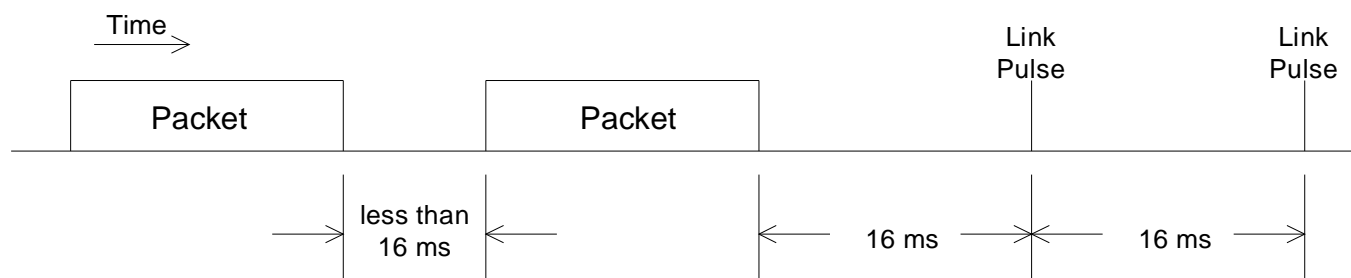 Time
Link
Pulse
Link
Pulse
Packet
Packet
less than
16 ms
16 ms
16 ms